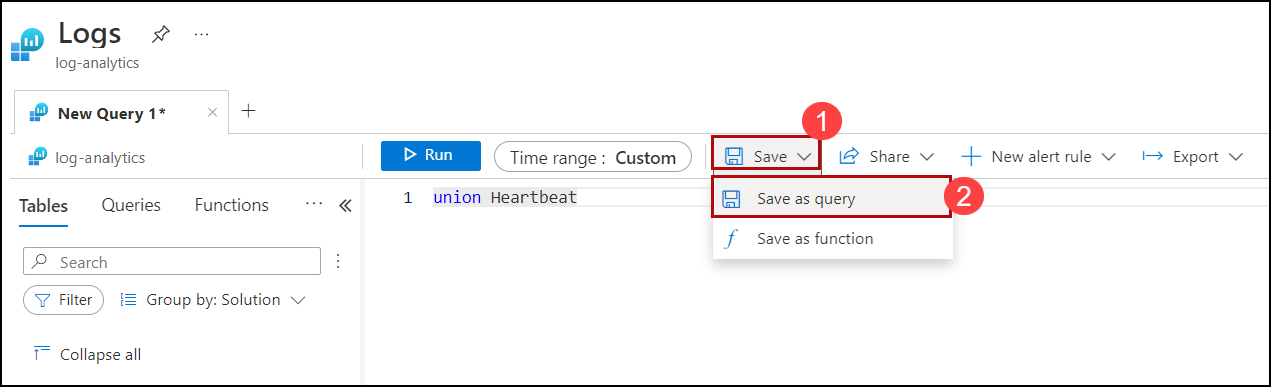 Logs ...
log-analytics
New Query 1* × +
log-analytics
Run Time range : Custom Save Share New alert rule Export
1
Tables Queries Functions ... «
1 union Heartbeat
Save as query
2
Save as function
Search
Filter Group by: Solution
Collapse all